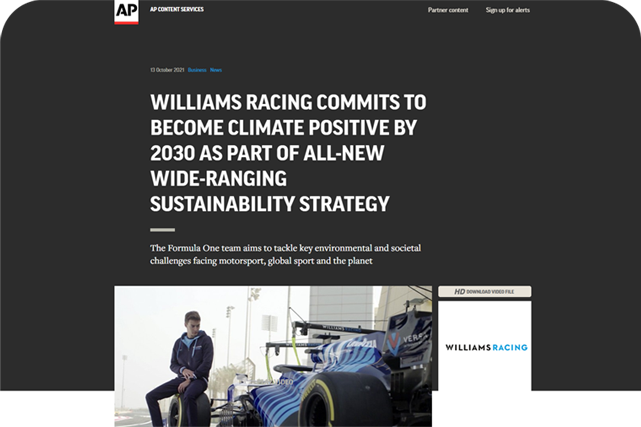 AP
AP CONTENT SERVICES
Partner content
Sign up for alerts
13 October 2021 Business News
WILLIAMS RACING COMMITS TO
BECOME CLIMATE POSITIVE BY
2030 AS PART OF ALL-NEW
WIDE-RANGING
SUSTAINABILITY STRATEGY
The Formula One team aims to tackle key environmental and societal
challenges facing motorsport, global sport and the planet
HD DOWNLOAD VIDEO FILE
WILLIAMS RACING